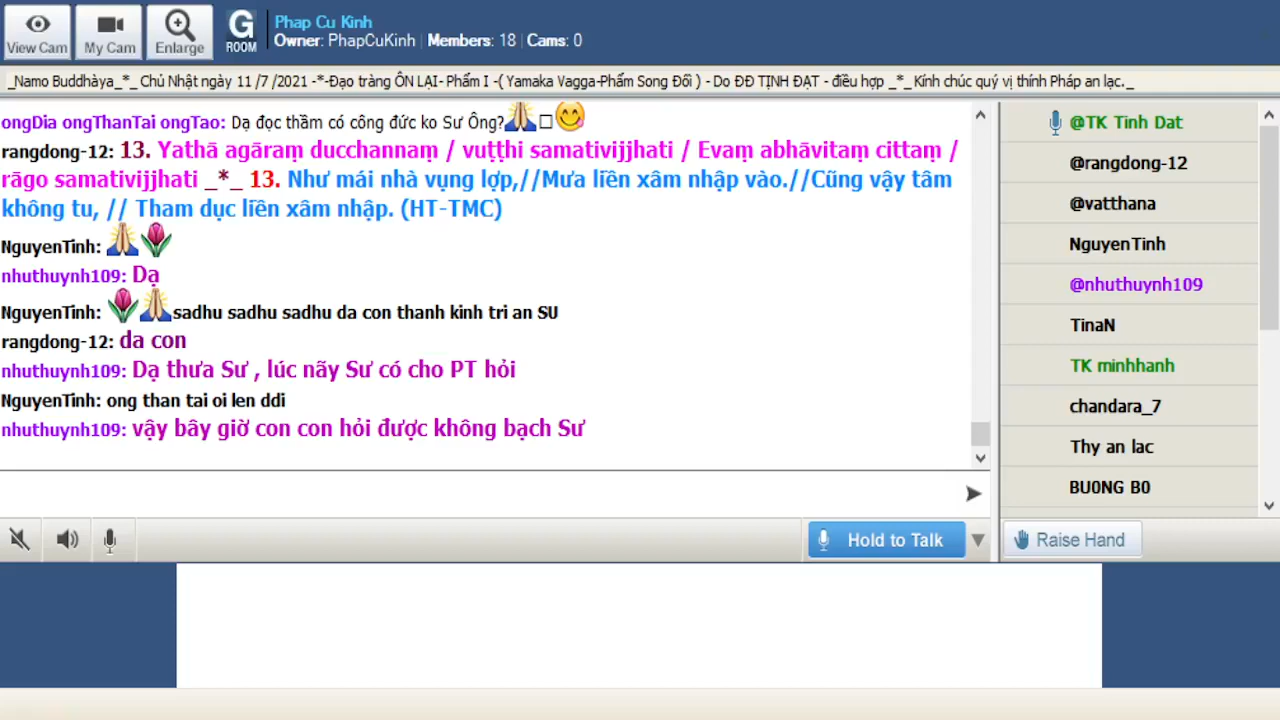 View Cam
My Cam
Enlarge
G
ROOM
Phap Cu Kinh
Owner: PhapCuKinh | Members: 18 | Cams: 0
_Namo Buddhàya_*_ Chủ Nhật ngày 11 /7 /2021 -*-Đạo tràng ÔN LẠI- Phẩm I -( Yamaka Vagga-Phẩm Song Đối ) - Do ĐĐ TỊNH ĐẠT - điều hợp _*_Kính chúc quý vị thính Pháp an lạc._
ongDia ongThanTai ongTao: Dạ đọc thầm có công đức ko Sư Ông?
rangdong-12: 13. Yathā agāraṃ ducchannaṃ / vuṭṭhi samativijjhati / Evaṃ abhāvitaṃ cittaṃ /
rāgo samativijjhati _*_ 13. Như mái nhà vụng lợp,//Mưa liền xâm nhập vào.//Cũng vậy tâm
không tu, // Tham dục liền xâm nhập. (HT-TMC)
NguyenTinh:
nhuthuynh109: Dạ
NguyenTinh: sadhu sadhu sadhu da con thanh kinh tri an SU
rangdong-12: da con
nhuthuynh109: Dạ thưa Sư , lúc nãy Sư có cho PT hỏi
NguyenTinh: ong than tai oi len ddi
nhuthuynh109: vậy bây giờ con con hỏi được không bạch Sư
@TK Tinh Dat
@rangdong-12
@vatthana
NguyenTinh
@nhuthuynh109
TinaN
TK minhhanh
chandara_7
Thy an lac
BU0NG B0
Hold to Talk
Raise Hand